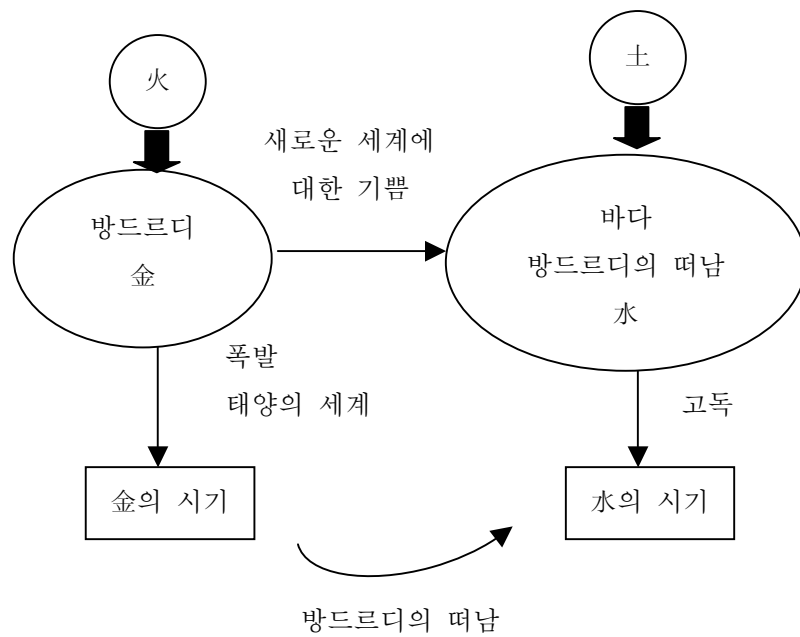 火
土
새로운 세계에
대한 기쁨
방드르디
金
바다
방드르디의 떠남
水
폭발
태양의 세계
고독
金의 시기
水의 시기
방드르디의 떠남